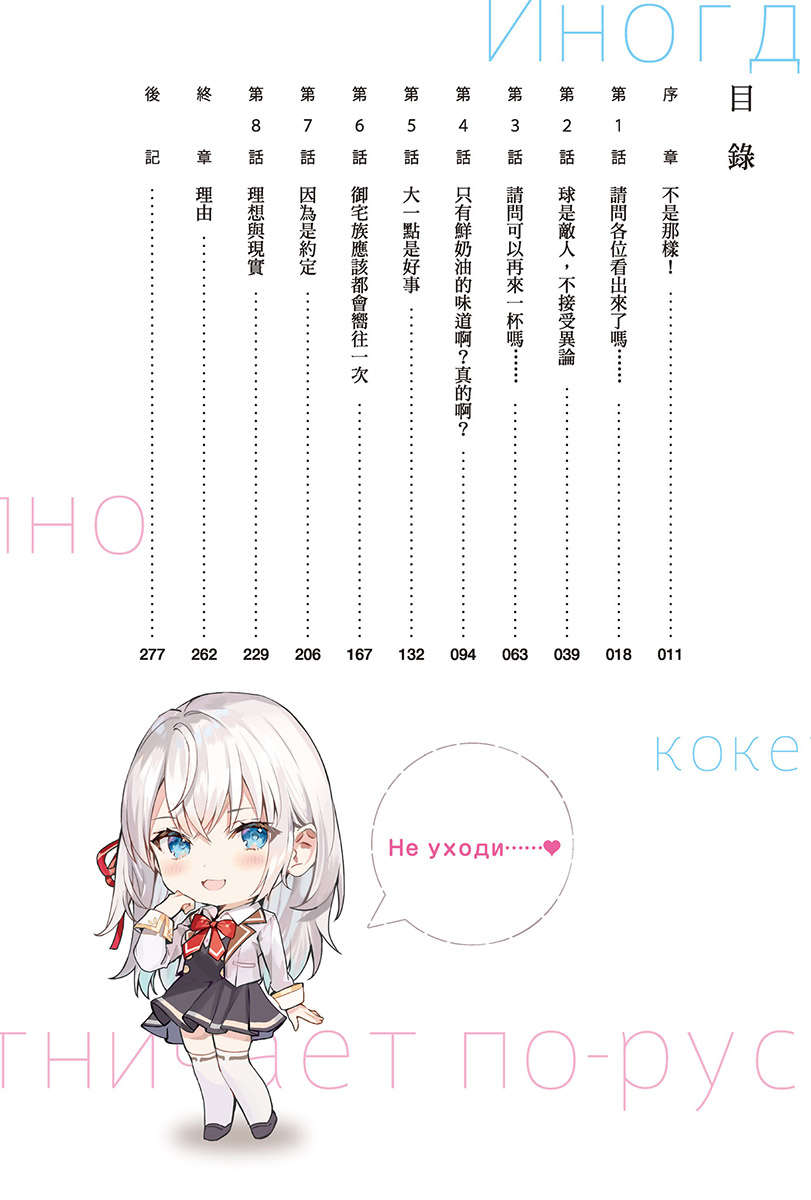 Иногд
目錄
序章 不是那樣！ 011
第1話 請問各位看出來了嗎…… 018
第2話 球是敵人，不接受異論 039
第3話 請問可以再來一杯嗎…… 063
第4話 只有鮮奶油的味道啊？真的啊？ 094
第5話 大一點是好事 132
第6話 御宅族應該都會嚮往一次 167
第7話 因為是約定 206
第8話 理想與現實 229
終章 理由 262
後記 277
лно
коке
Не уходи……♥
тничает по-рус